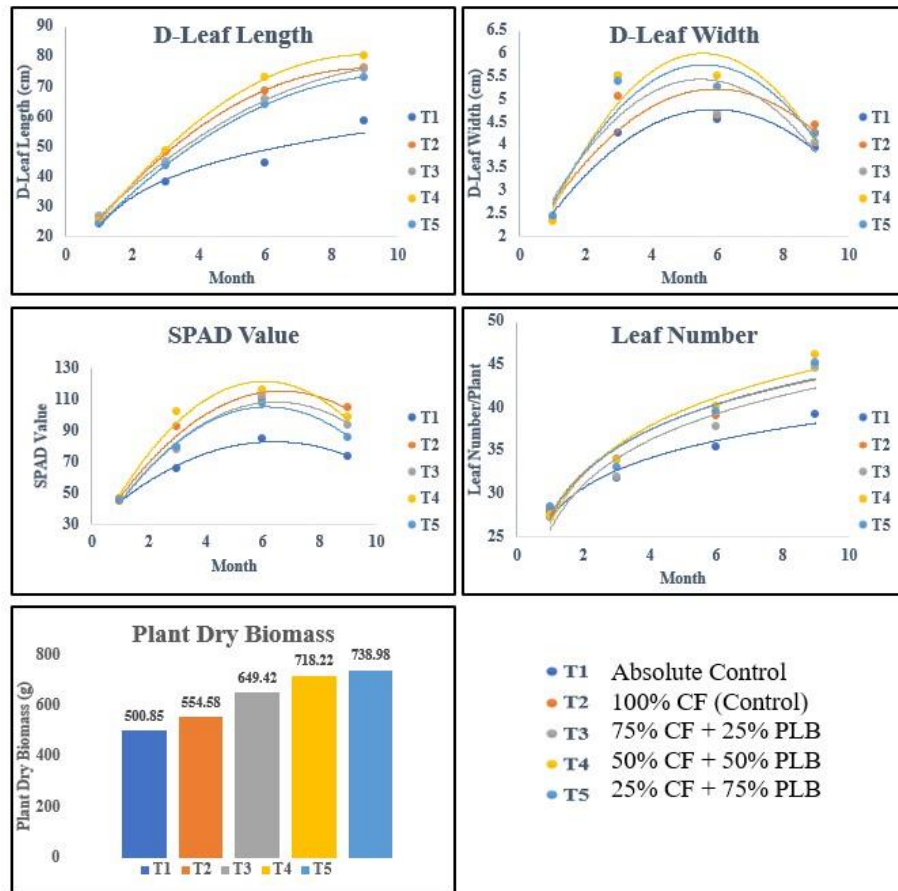 D-Leaf Length
D-Leaf Length (cm)
90
80
70
60
50
40
30
20
0 2 4 6 8 10
Month
T1
T2
T3
T4
T5
D-Leaf Width
D-Leaf Width (cm)
6.5
6
5.5
5
4.5
4
3.5
3
2.5
2
0 2 4 6 8 10
Month
T1
T2
T3
T4
T5
SPAD Value
SPAD Value
130
110
90
70
50
30
0 2 4 6 8 10
Month
T1
T2
T3
T4
T5
Leaf Number
Leaf Number/Plant
50
45
40
35
30
25
0 2 4 6 8 10
Month
T1
T2
T3
T4
T5
Plant Dry Biomass
Plant Dry Biomass (g)
800
600
400
200
0
500.85
554.58
649.42
718.22
738.98
T1 T2 T3 T4 T5
T1 Absolute Control
T2 100% CF (Control)
T3 75% CF + 25% PLB
T4 50% CF + 50% PLB
T5 25% CF + 75% PLB